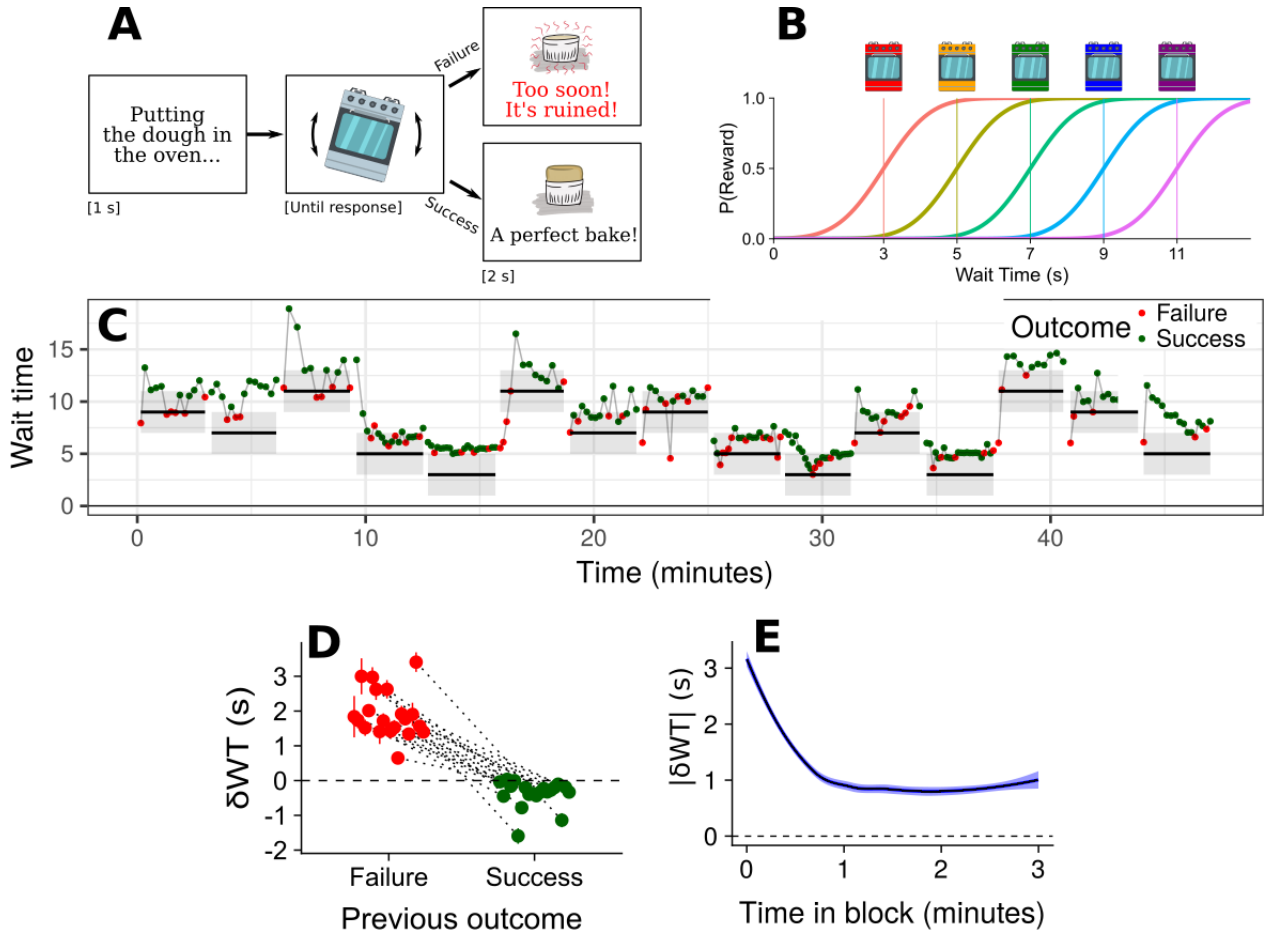 A
Putting
the dough in
the oven...
[1 s]
[Until response]
Failure
Success
Too soon!
It's ruined!
A perfect bake!
[2 s]
B
P(Reward)
1.0
0.5
0.0
0
3
5
7
9
11
Wait Time (s)
C
Outcome
Failure
Success
Wait time
15
10
5
0
0
10
20
30
40
Time (minutes)
D
δWT (s)
3
2
1
0
-1
-2
Failure
Success
Previous outcome
E
|δWT| (s)
3
2
1
0
0
1
2
3
Time in block (minutes)